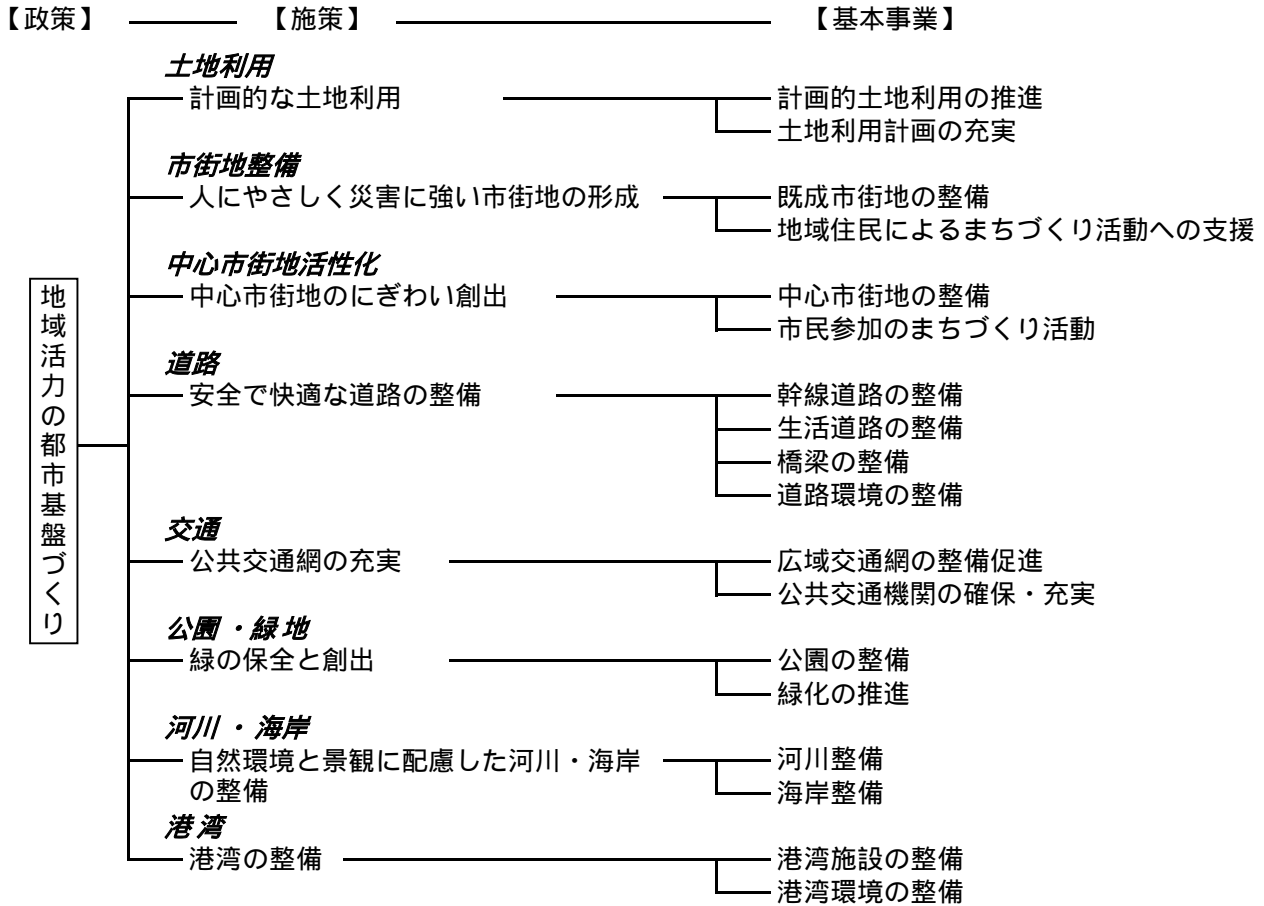 【政策】 【施策】 【基本事業】
土地利用
計画的な土地利用 計画的土地利用の推進
土地利用計画の充実
市街地整備
人にやさしく災害に強い市街地の形成 既成市街地の整備
地域住民によるまちづくり活動への支援
中心市街地活性化
中心市街地のにぎわい創出 中心市街地の整備
市民参加のまちづくり活動
地域活力の都市基盤づくり
道路
安全で快適な道路の整備 幹線道路の整備
生活道路の整備
橋梁の整備
道路環境の整備
交通
公共交通網の充実 広域交通網の整備促進
公共交通機関の確保・充実
公園・緑地
緑の保全と創出 公園の整備
緑化の推進
河川・海岸
自然環境と景観に配慮した河川・海岸 河川整備
の整備 海岸整備
港湾
港湾の整備 港湾施設の整備
港湾環境の整備